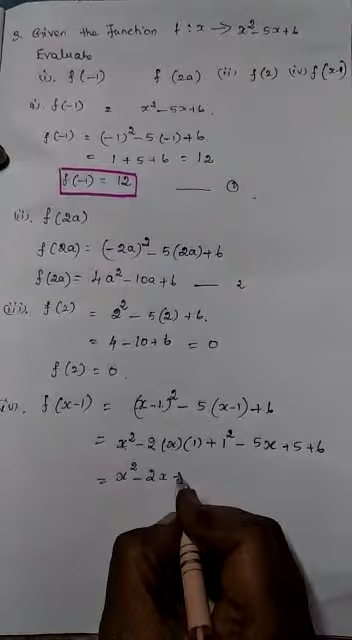 3. Given the Function f : x → x² - 5x + 6
Evaluate
(i). f(-1) f(2a) (iii) f(2) (iv) f(x-1)
i). f(-1) = x² - 5x + 6.
f(-1) = (-1)² - 5(-1) + 6.
= 1 + 5 + 6 = 12
f(-1) = 12 —— ①
(ii). f(2a)
f(2a) = (-2a)² - 5(2a) + 6
f(2a) = 4a² - 10a + 6 —— 2
(iii). f(2) = 2² - 5(2) + 6.
= 4 - 10 + 6 = 0
f(2) = 0.
iv). f(x-1) = (x-1)² - 5(x-1) + 6
= x² - 2(x)(1) + 1² - 5x + 5 + 6
= x² - 2x